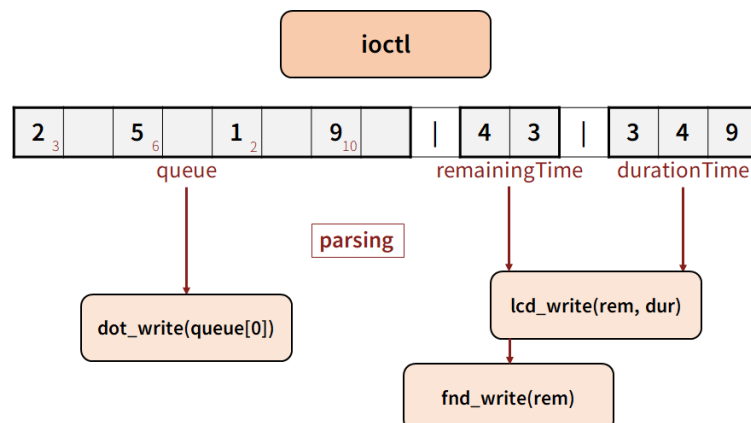 ioctl
2 3 5 6 1 2 9 10 | 4 3 | 3 4 9
queue remainingTime durationTime
parsing
dot_write(queue[0])
lcd_write(rem, dur)
fnd_write(rem)